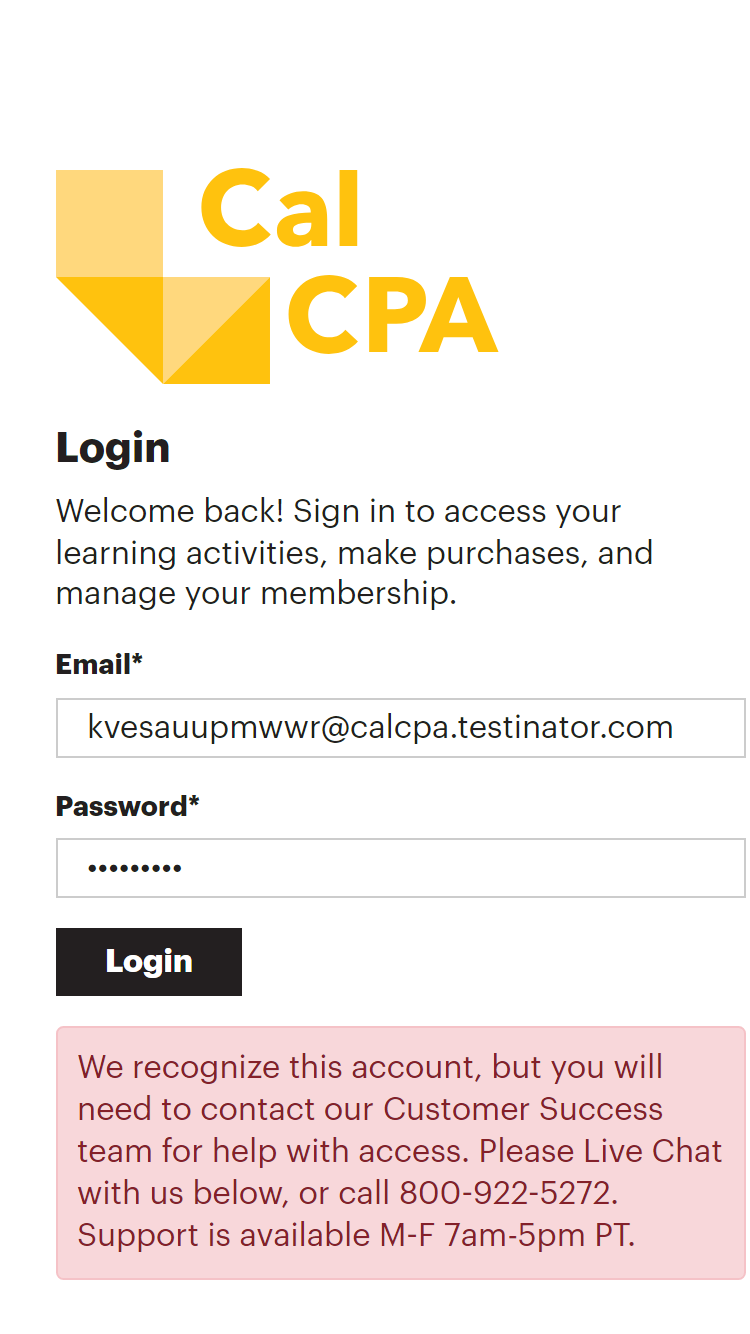 Cal
CPA
Login
Welcome back! Sign in to access your
learning activities, make purchases, and
manage your membership.
Email*
kvesauupmwwr@calcpa.testinator.com
Password*
•••••••••
Login
We recognize this account, but you will
need to contact our Customer Success
team for help with access. Please Live Chat
with us below, or call 800-922-5272.
Support is available M-F 7am-5pm PT.